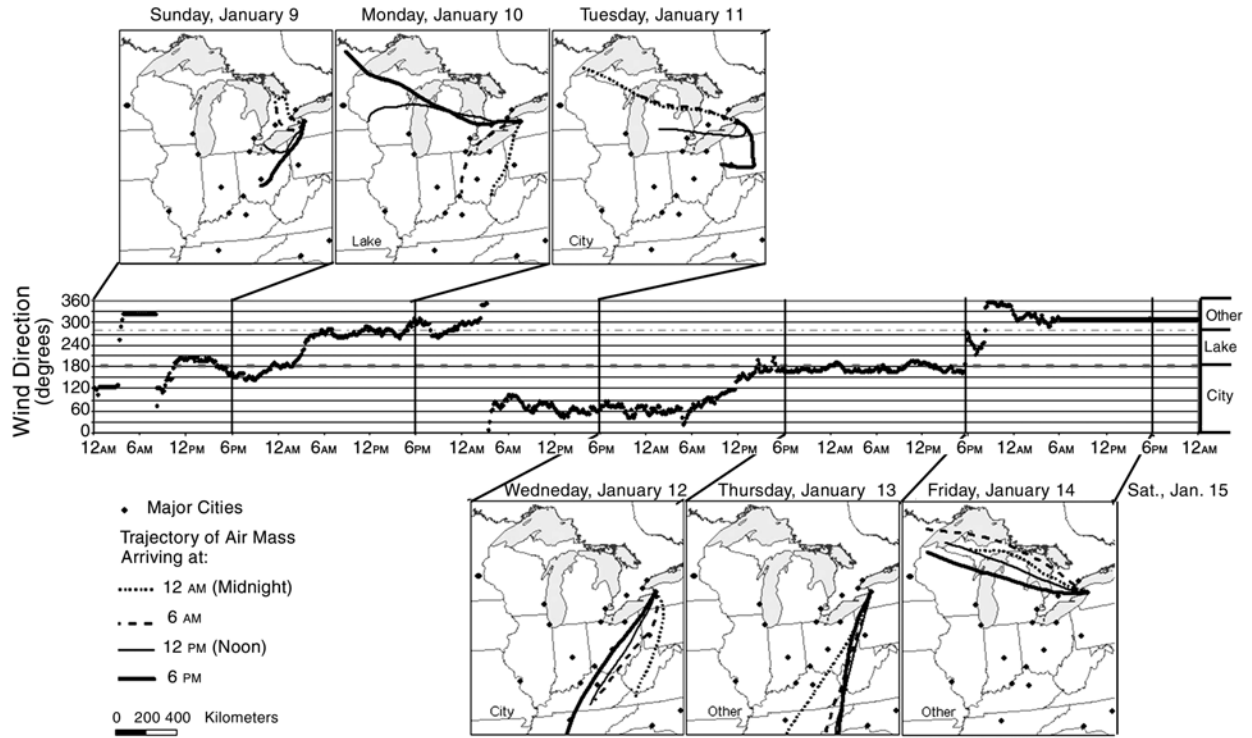 Sunday, January 9
Monday, January 10
Tuesday, January 11
Lake
City
Wind Direction
(degrees)
360
300
240
180
120
60
0
Other
Lake
City
12AM 6AM 12PM 6PM 12AM 6AM 12PM 6PM 12AM 6AM 12PM 6PM 12AM 6AM 12PM 6PM 12AM 6AM 12PM 6PM 12AM 6AM 12PM 6PM 12AM
Wedneday, January 12
Thursday, January 13
Friday, January 14
Sat., Jan. 15
City
Other
Other
Major Cities
Trajectory of Air Mass
Arriving at:
12 AM (Midnight)
6 AM
12 PM (Noon)
6 PM
0 200 400 Kilometers